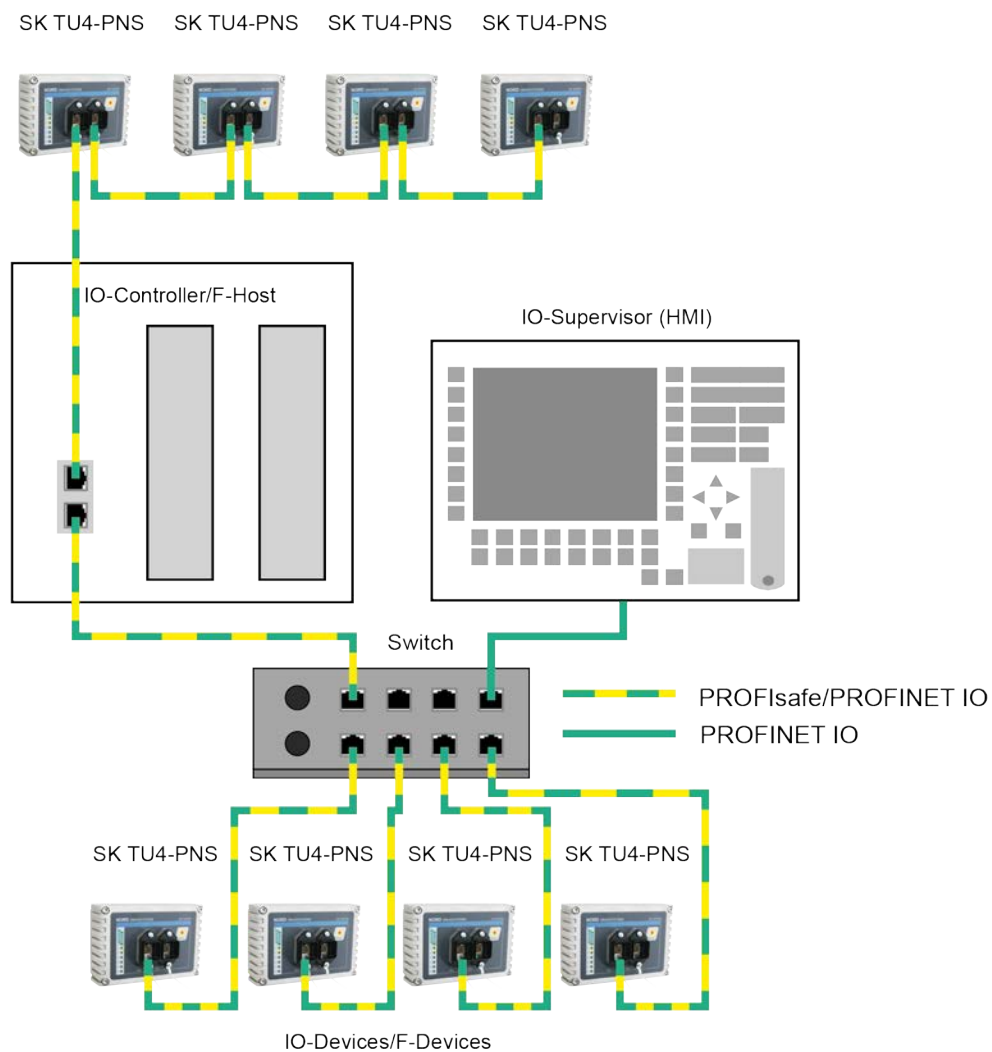 SK TU4-PNS SK TU4-PNS SK TU4-PNS SK TU4-PNS
IO-Controller/F-Host
IO-Supervisor (HMI)
Switch
PROFIsafe/PROFINET IO
PROFINET IO
SK TU4-PNS SK TU4-PNS SK TU4-PNS SK TU4-PNS
IO-Devices/F-Devices